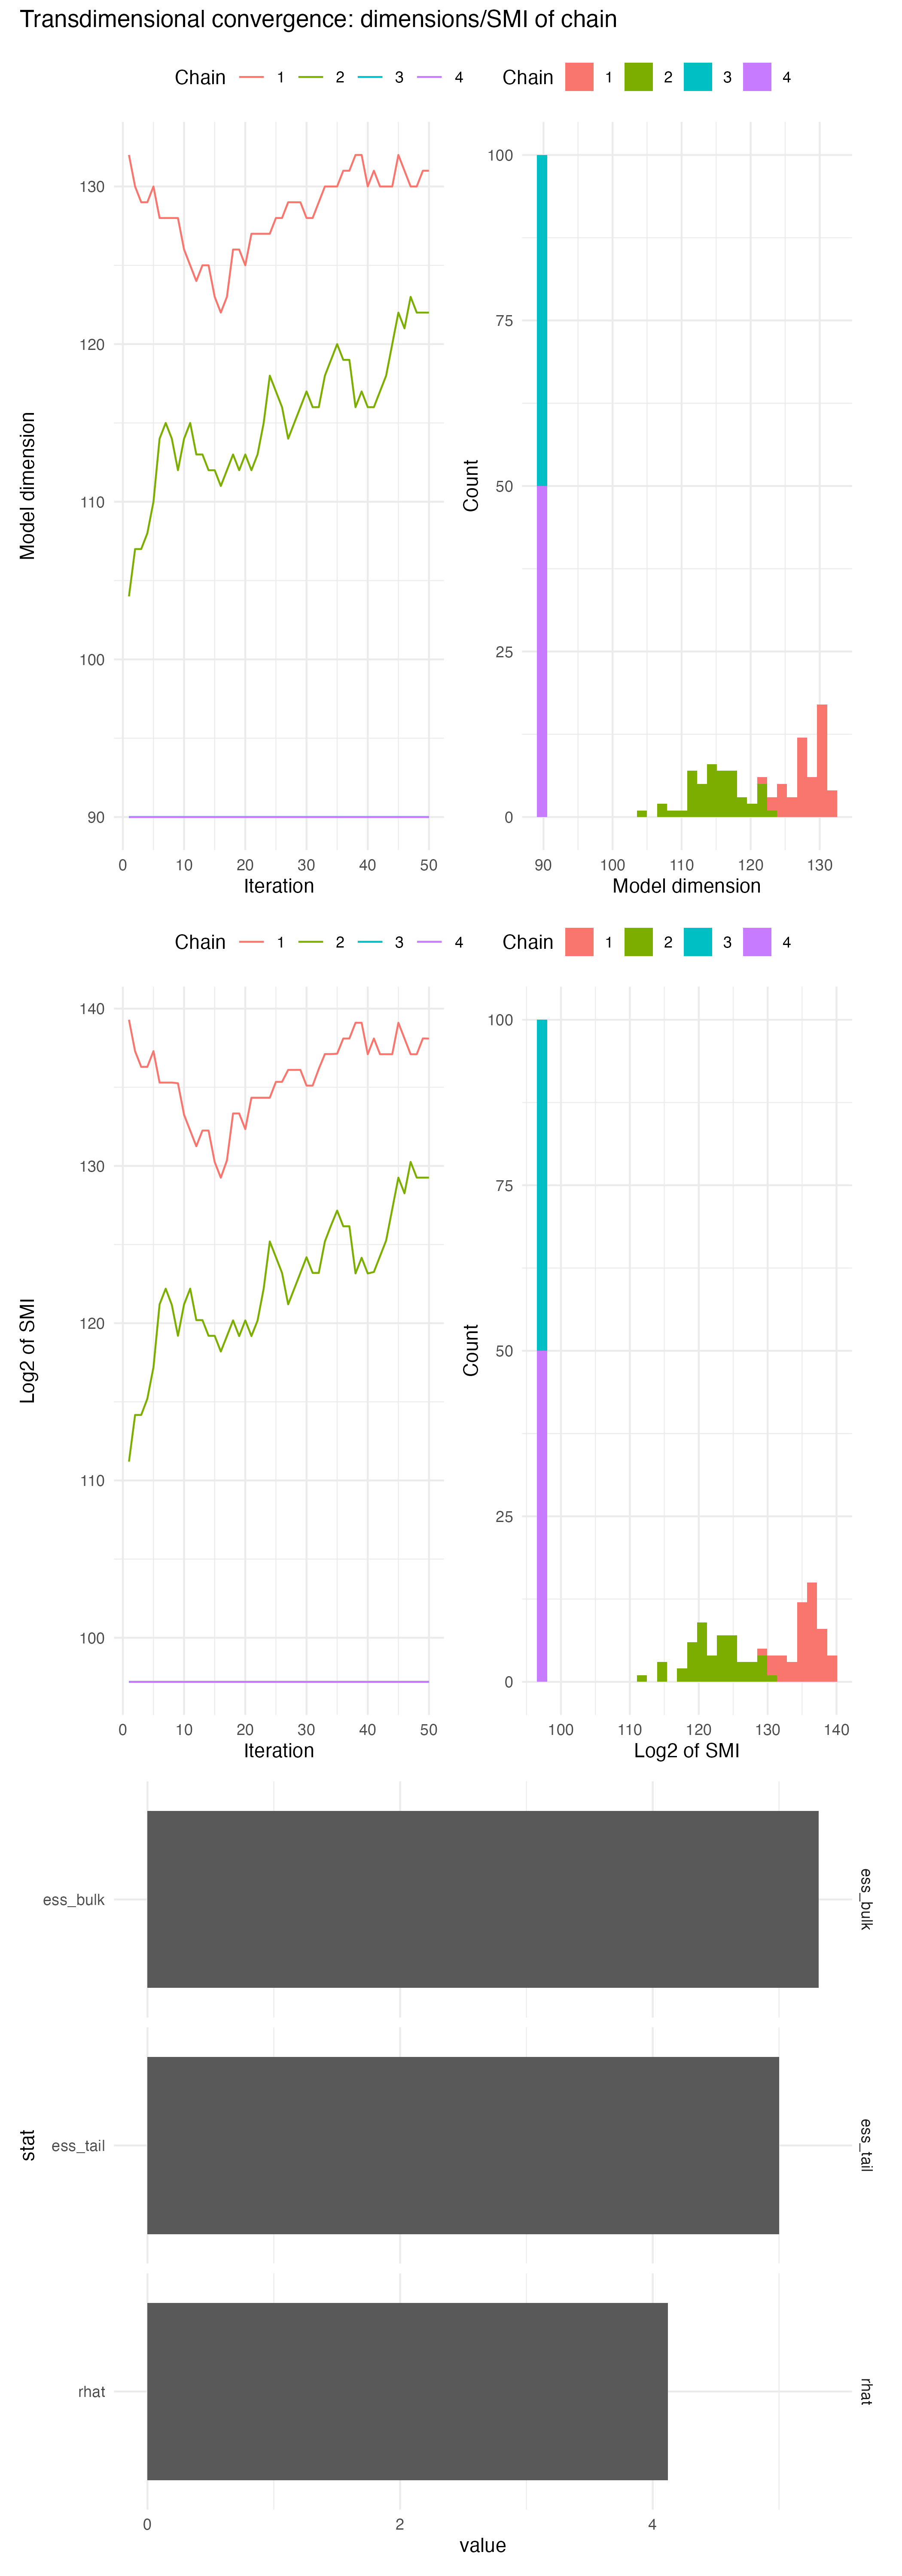 Transdimensional convergence: dimensions/SMI of chain
Chain 1 2 3 4
Chain 1 2 3 4
130
120
110
100
90
Model dimension
0 10 20 30 40 50
Iteration
100
75
50
25
0
Count
90 100 110 120 130
Model dimension
Chain 1 2 3 4
Chain 1 2 3 4
140
130
120
110
100
Log2 of SMI
0 10 20 30 40 50
Iteration
100
75
50
25
0
Count
100 110 120 130 140
Log2 of SMI
stat
ess_bulk
ess_bulk
ess_tail
ess_tail
rhat
rhat
0 2 4
value